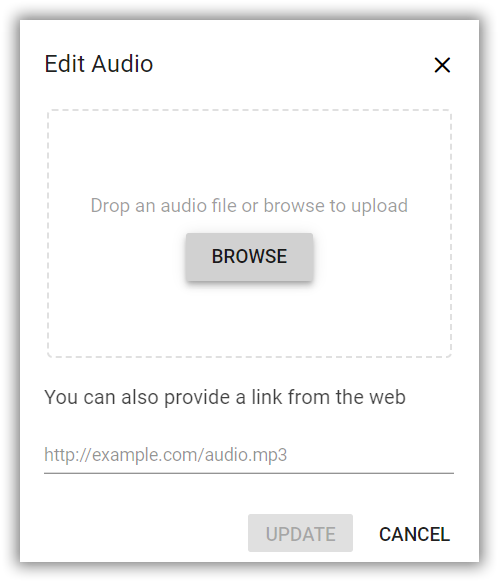 Edit Audio
Drop an audio file or browse to upload
BROWSE
You can also provide a link from the web
http://example.com/audio.mp3
UPDATE CANCEL